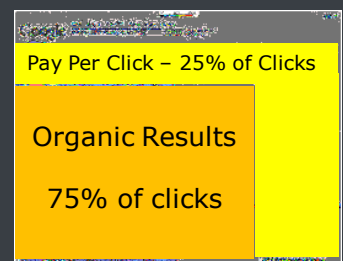 Pay Per Click – 25% of Clicks
Organic Results
75% of clicks